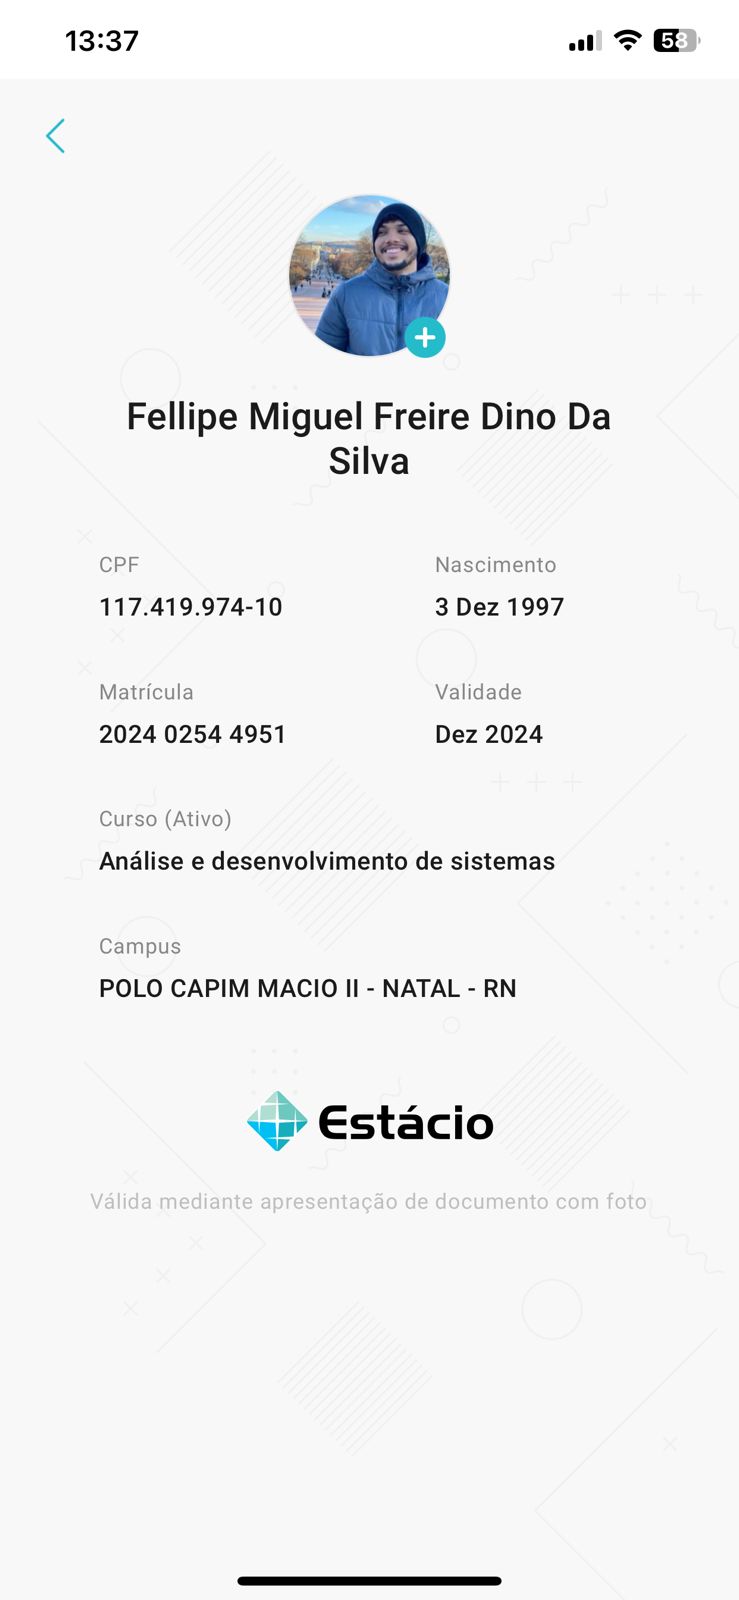 13:37
58
Fellipe Miguel Freire Dino Da
Silva
CPF
Nascimento
117.419.974-10
3 Dez 1997
Matrícula
Validade
2024 0254 4951
Dez 2024
Curso (Ativo)
Análise e desenvolvimento de sistemas
Campus
POLO CAPIM MACIO II - NATAL - RN
Estácio
Válida mediante apresentação de documento com foto